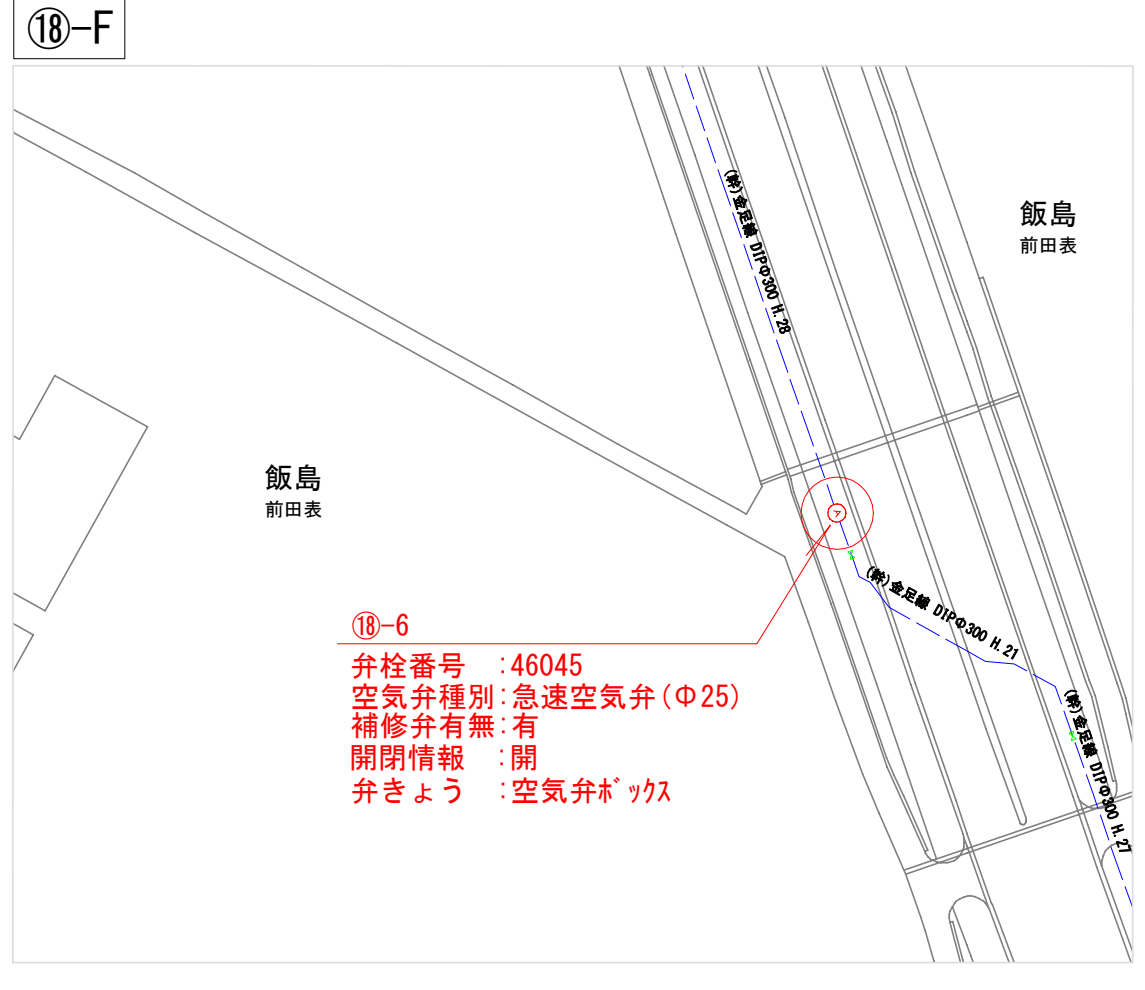 ⑱-F
(幹)金足線 DIPΦ300 H.28
飯島
前田表
飯島
前田表
A
(幹)金足線 DIPΦ300 H.21
(幹)金足線 DIPΦ300 H.27
⑱-6
弁栓番号 :46045
空気弁種別:急速空気弁(Φ25)
補修弁有無:有
開閉情報 :開
弁きょう :空気弁ボックス